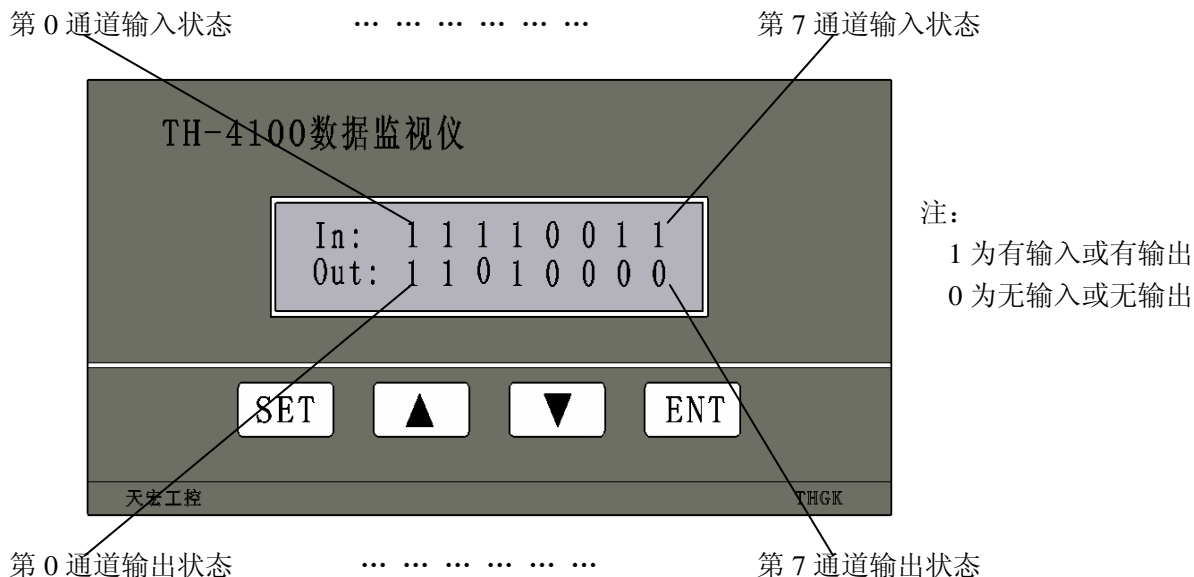 第 0 通道输入状态 … … … … … … 第 7 通道输入状态
TH-4100数据监视仪
In: 1 1 1 1 0 0 1 1
Out: 1 1 0 1 0 0 0 0
注：
1 为有输入或有输出
0 为无输入或无输出
SET ▲ ▼ ENT
天宏工控 THGK
第 0 通道输出状态 … … … … … … 第 7 通道输出状态